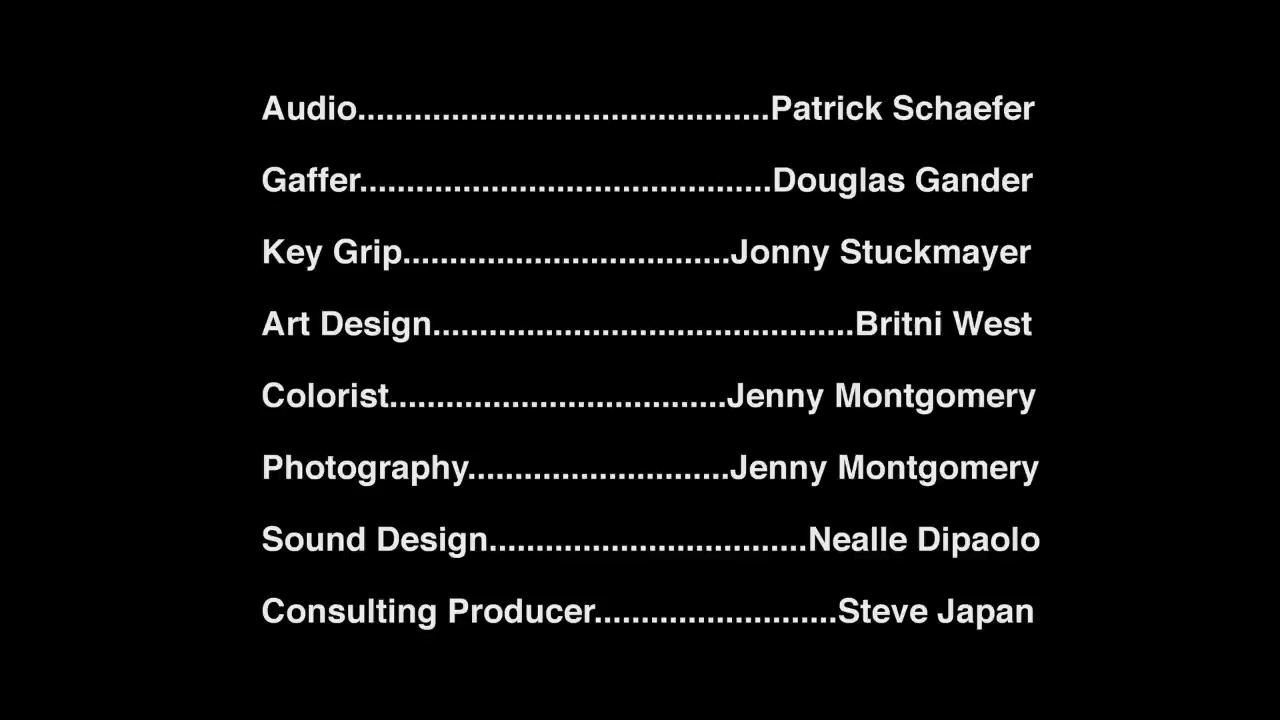 Audio............................................Patrick Schaefer
Gaffer............................................Douglas Gander
Key Grip...................................Jonny Stuckmayer
Art Design.............................................Britni West
Colorist....................................Jenny Montgomery
Photography............................Jenny Montgomery
Sound Design..................................Nealle Dipaolo
Consulting Producer..........................Steve Japan